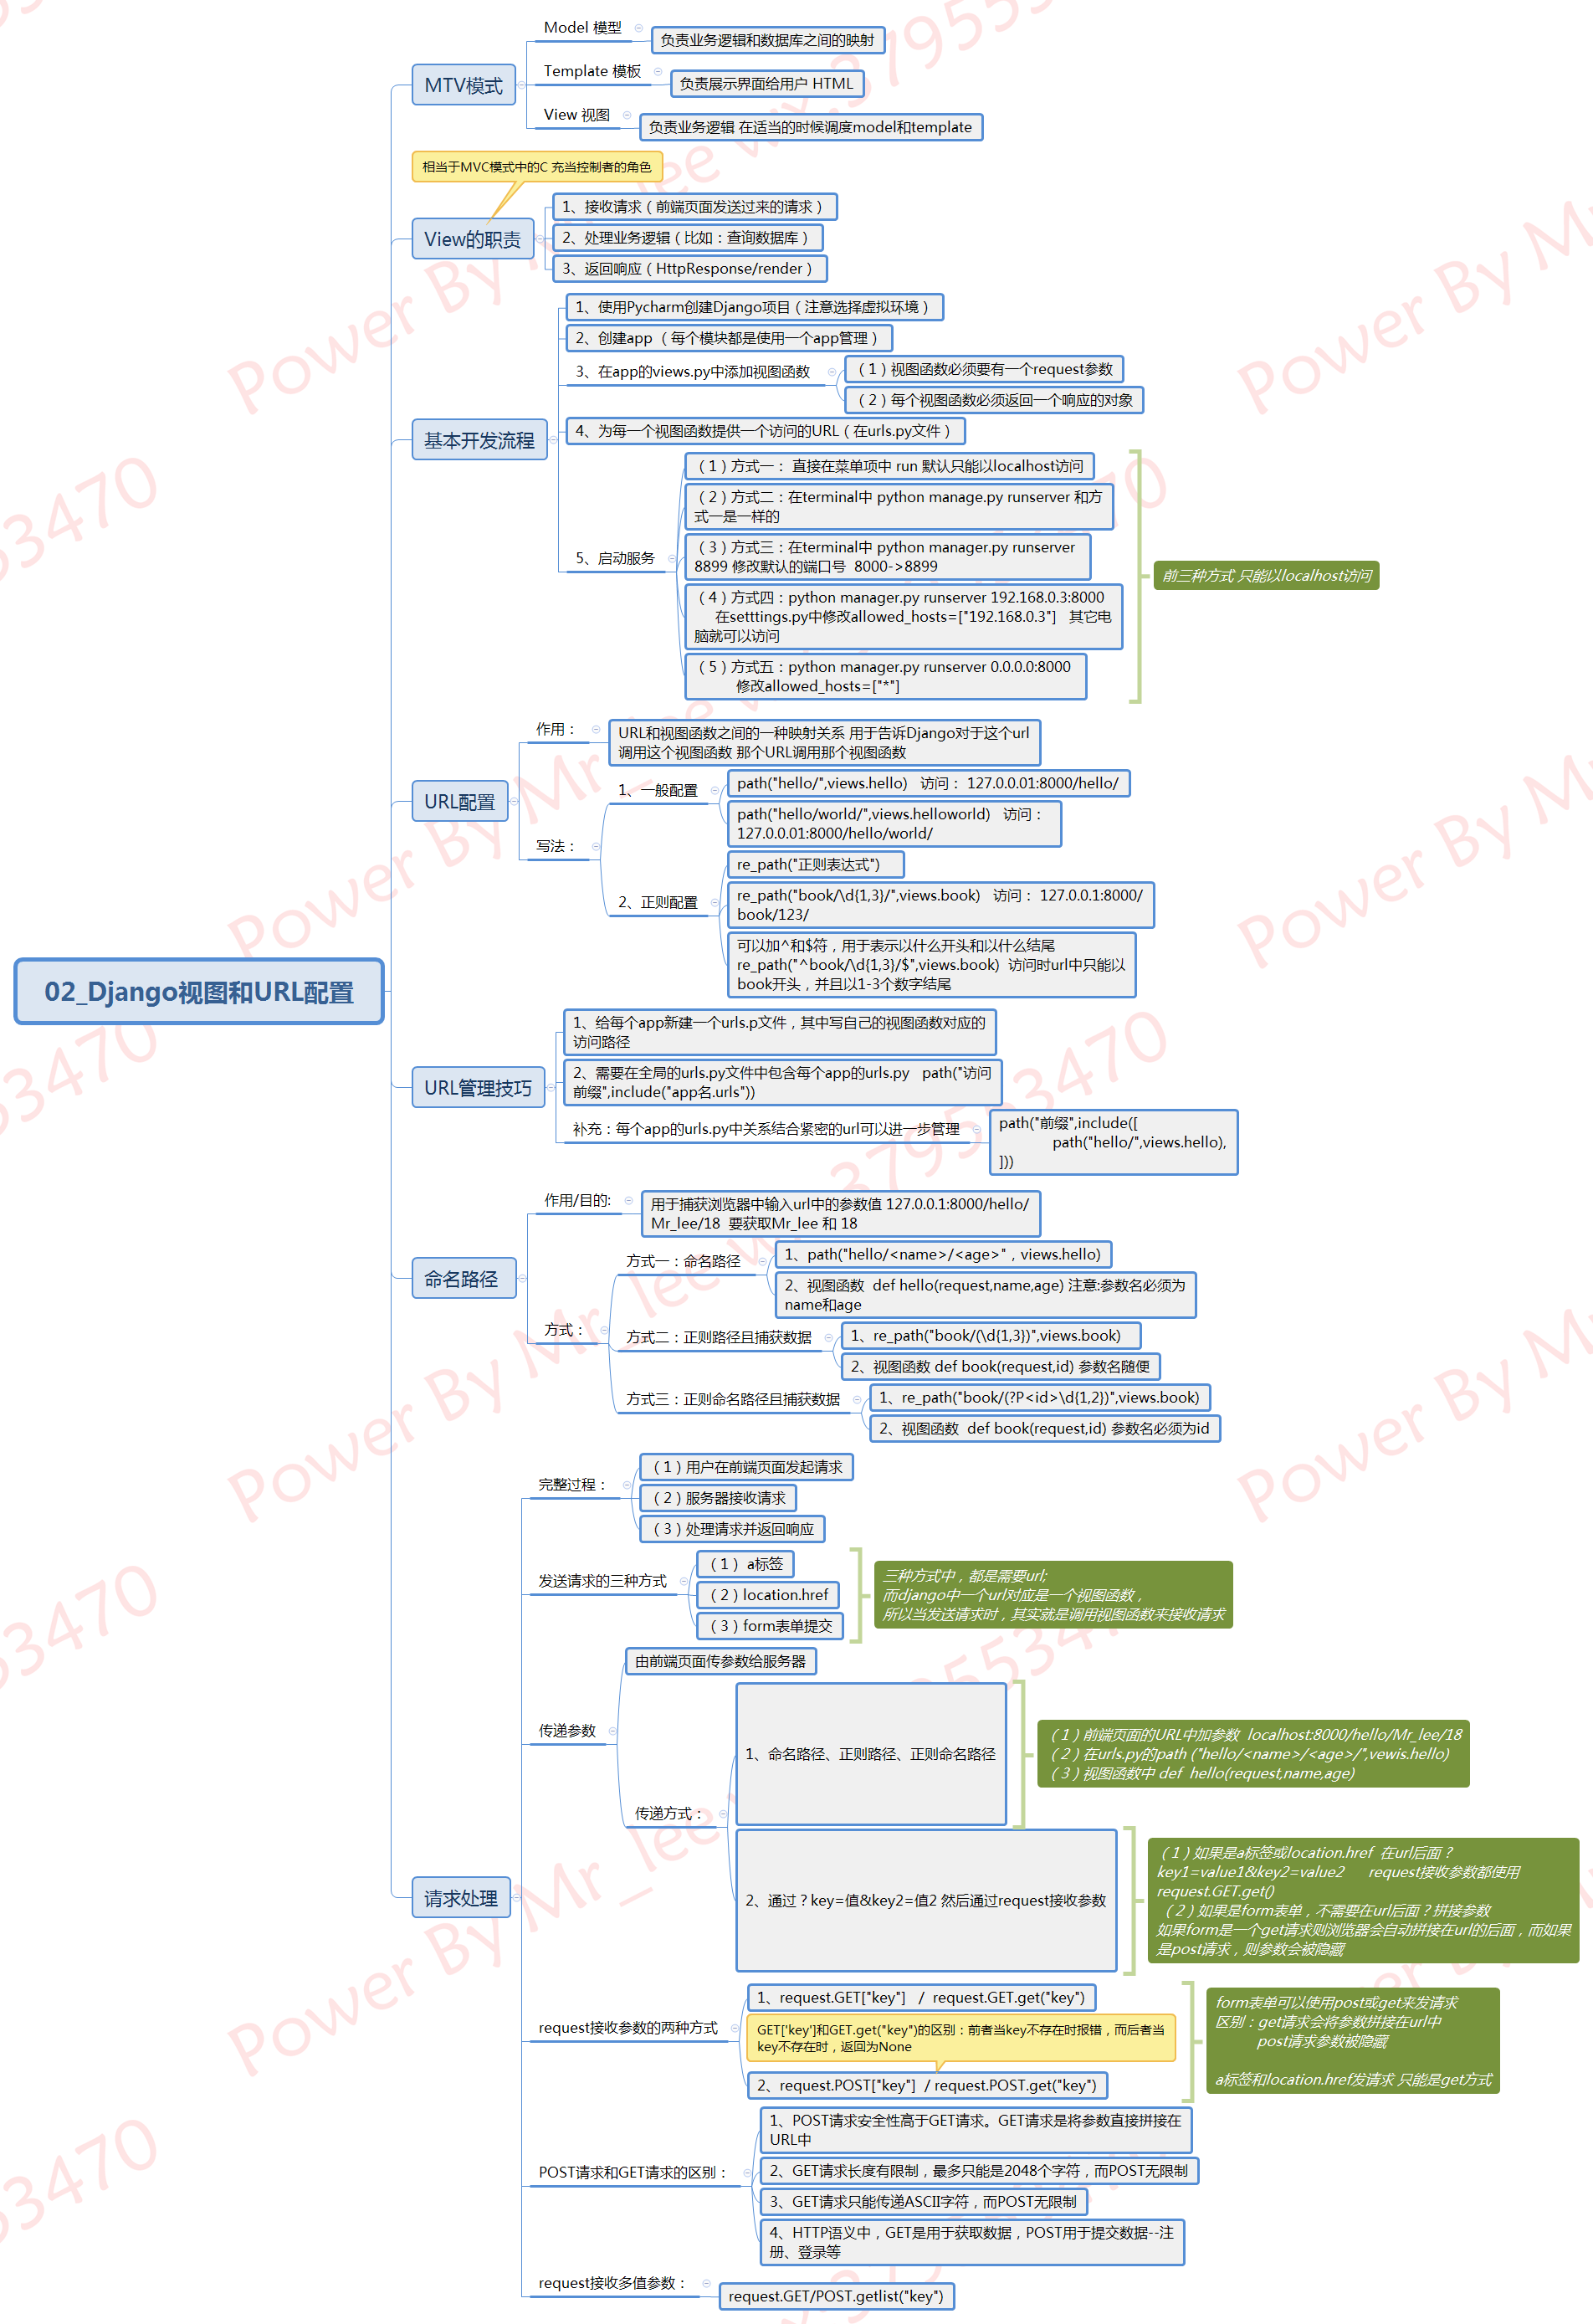 02_Django视图和URL配置
MTV模式
Model 模型
负责业务逻辑和数据库之间的映射
Template 模板
负责展示界面给用户 HTML
View 视图
负责业务逻辑 在适当的时候调度model和template
相当于MVC模式中的C 充当控制者的角色
View的职责
1、接收请求（前端页面发送过来的请求）
2、处理业务逻辑（比如：查询数据库）
3、返回响应（HttpResponse/render）
基本开发流程
1、使用Pycharm创建Django项目（注意选择虚拟环境）
2、创建app （每个模块都是使用一个app管理）
3、在app的views.py中添加视图函数
（1）视图函数必须要有一个request参数
（2）每个视图函数必须返回一个响应的对象
4、为每一个视图函数提供一个访问的URL（在urls.py文件）
5、启动服务
（1）方式一： 直接在菜单项中 run 默认只能以localhost访问
（2）方式二：在terminal中 python manage.py runserver 和方
式一是一样的
（3）方式三：在terminal中 python manager.py runserver
8899 修改默认的端口号  8000->8899
（4）方式四：python manager.py runserver 192.168.0.3:8000
在setttings.py中修改allowed_hosts=["192.168.0.3"]   其它电
脑就可以访问
（5）方式五：python manager.py runserver 0.0.0.0:8000
修改allowed_hosts=["*"]
前三种方式 只能以localhost访问
URL配置
作用：
URL和视图函数之间的一种映射关系 用于告诉Django对于这个url
调用这个视图函数 那个URL调用那个视图函数
写法：
1、一般配置
path("hello/",views.hello)   访问： 127.0.0.01:8000/hello/
path("hello/world/",views.helloworld)   访问：
127.0.0.01:8000/hello/world/
2、正则配置
re_path("正则表达式")
re_path("book/\d{1,3}/",views.book)   访问： 127.0.0.1:8000/
book/123/
可以加^和$符，用于表示以什么开头和以什么结尾
re_path("^book/\d{1,3}/$",views.book)  访问时url中只能以
book开头，并且以1-3个数字结尾
URL管理技巧
1、给每个app新建一个urls.p文件，其中写自己的视图函数对应的
访问路径
2、需要在全局的urls.py文件中包含每个app的urls.py   path("访问
前缀",include("app名.urls"))
补充：每个app的urls.py中关系结合紧密的url可以进一步管理
path("前缀",include([
path("hello/",views.hello),
]))
命名路径
作用/目的:
用于捕获浏览器中输入url中的参数值 127.0.0.1:8000/hello/
Mr_lee/18  要获取Mr_lee 和 18
方式：
方式一：命名路径
1、path("hello/<name>/<age>"，views.hello)
2、视图函数  def hello(request,name,age) 注意:参数名必须为
name和age
方式二：正则路径且捕获数据
1、re_path("book/(\d{1,3})",views.book)
2、视图函数 def book(request,id) 参数名随便
方式三：正则命名路径且捕获数据
1、re_path("book/(?P<id>\d{1,2})",views.book)
2、视图函数  def book(request,id) 参数名必须为id
请求处理
完整过程：
（1）用户在前端页面发起请求
（2）服务器接收请求
（3）处理请求并返回响应
发送请求的三种方式
（1） a标签
（2）location.href
（3）form表单提交
三种方式中，都是需要url;
而django中一个url对应是一个视图函数，
所以当发送请求时，其实就是调用视图函数来接收请求
传递参数
由前端页面传参数给服务器
传递方式：
1、命名路径、正则路径、正则命名路径
（1）前端页面的URL中加参数  localhost:8000/hello/Mr_lee/18
（2）在urls.py的path ("hello/<name>/<age>/",vewis.hello)
（3）视图函数中 def  hello(request,name,age)
2、通过？key=值&key2=值2 然后通过request接收参数
（1）如果是a标签或location.href  在url后面？
key1=value1&key2=value2      request接收参数都使用
request.GET.get()
（2）如果是form表单，不需要在url后面？拼接参数
如果form是一个get请求则浏览器会自动拼接在url的后面，而如果
是post请求，则参数会被隐藏
request接收参数的两种方式
1、request.GET["key"]   /  request.GET.get("key")
GET['key']和GET.get("key")的区别：前者当key不存在时报错，而后者当
key不存在时，返回为None
2、request.POST["key"]  / request.POST.get("key")
form表单可以使用post或get来发请求
区别：get请求会将参数拼接在url中
post请求参数被隐藏
a标签和location.href发请求 只能是get方式
POST请求和GET请求的区别：
1、POST请求安全性高于GET请求。GET请求是将参数直接拼接在
URL中
2、GET请求长度有限制，最多只能是2048个字符，而POST无限制
3、GET请求只能传递ASCII字符，而POST无限制
4、HTTP语义中，GET是用于获取数据，POST用于提交数据--注
册、登录等
request接收多值参数：
request.GET/POST.getlist("key")